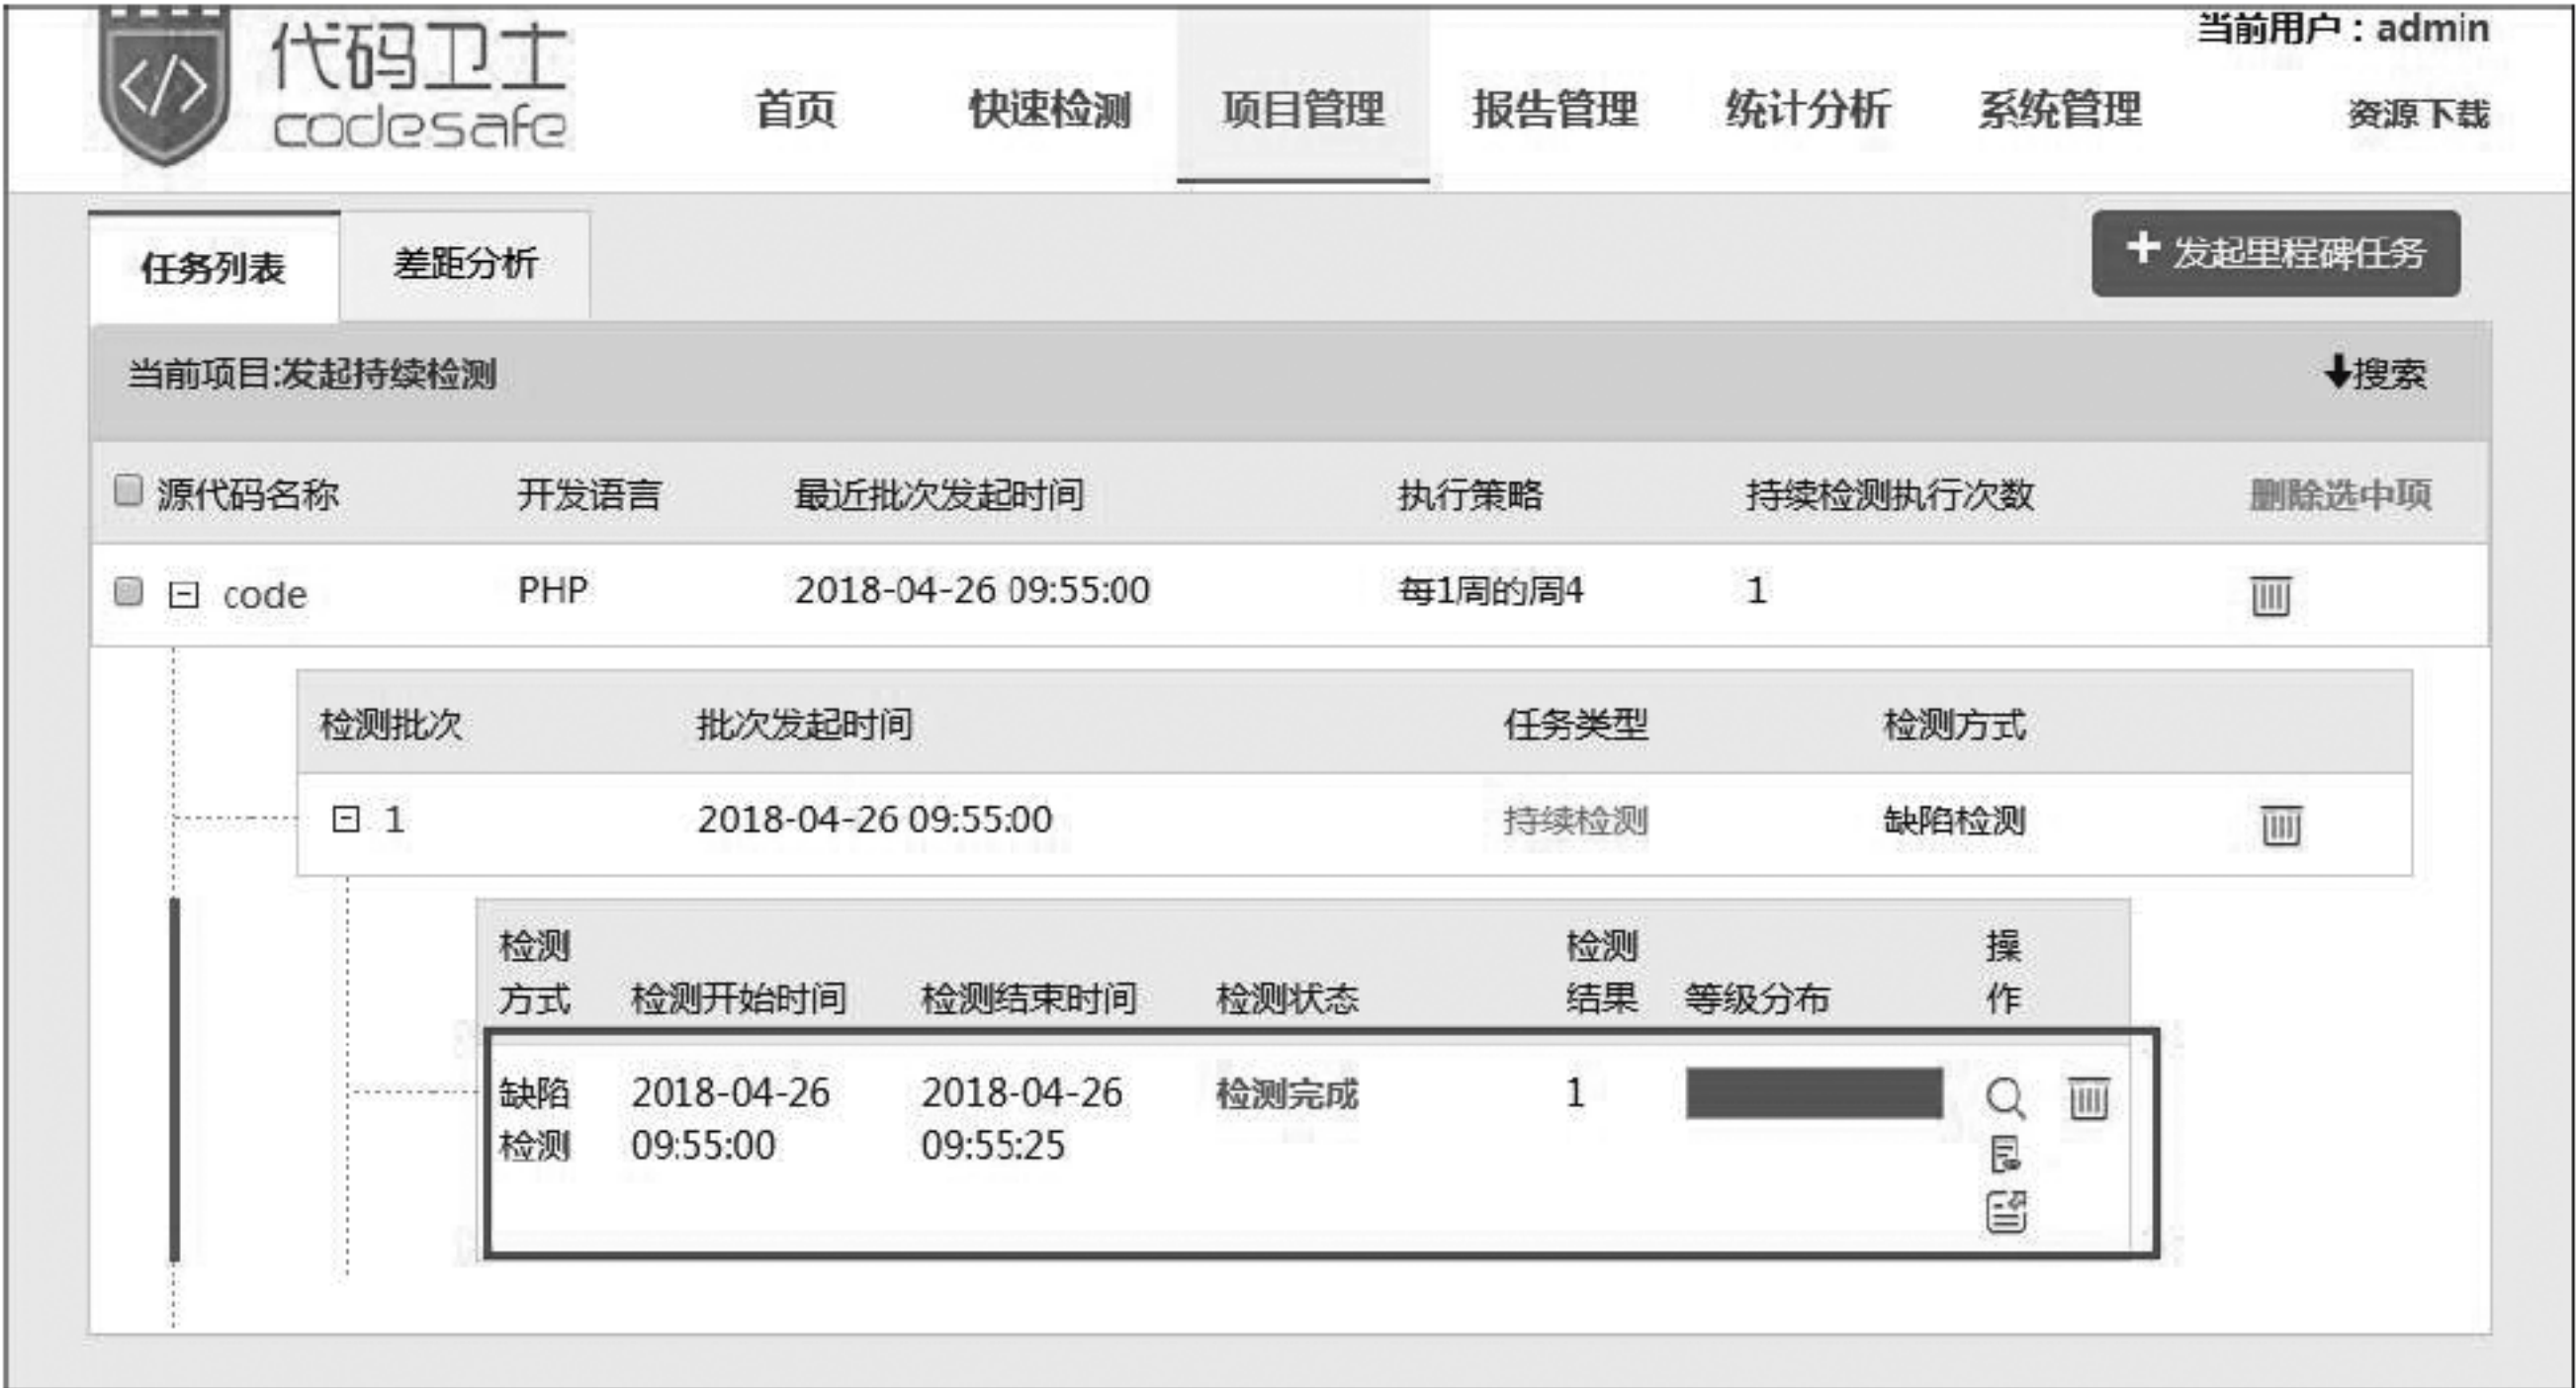 当前用户：admin
代码卫士
codesafe
首页 快速检测 项目管理 报告管理 统计分析 系统管理 资源下载
任务列表 差距分析 +发起里程碑任务
当前项目:发起持续检测 搜索
源代码名称 开发语言 最近批次发起时间 执行策略 持续检测执行次数 删除选中项
code PHP 2018-04-26 09:55:00 每1周的周4 1
检测批次 批次发起时间 任务类型 检测方式
1 2018-04-26 09:55:00 持续检测 缺陷检测
检测方式 检测开始时间 检测结束时间 检测状态 检测结果 等级分布 操作
缺陷 2018-04-26 2018-04-26 检测完成 1
检测 09:55:00 09:55:25